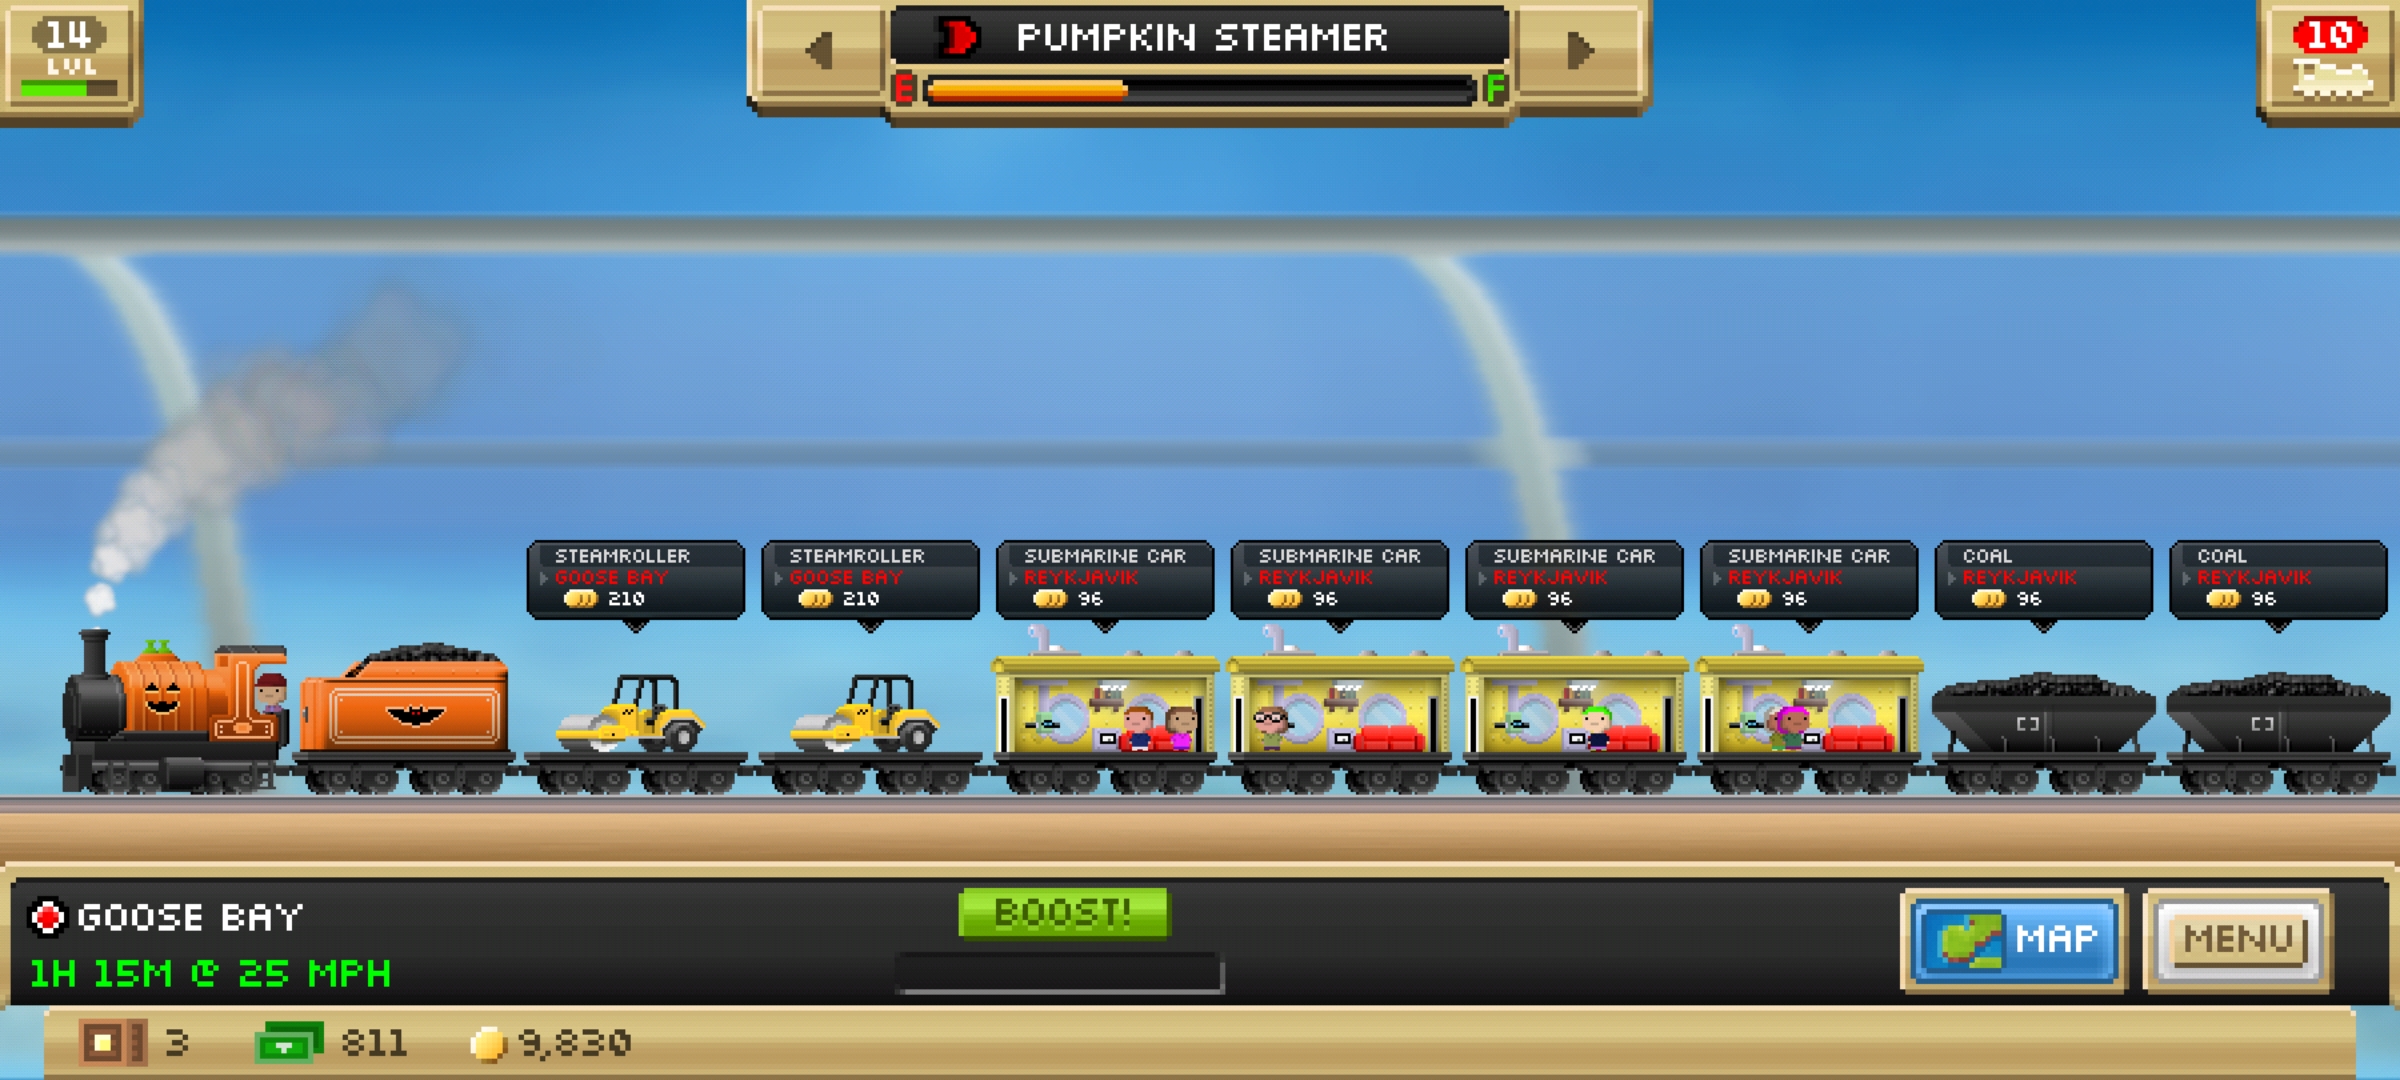 14
LVL
PUMPKIN STEAMER
E F
10
STEAMROLLER
GOOSE BAY
210
STEAMROLLER
GOOSE BAY
210
SUBMARINE CAR
REYKJAVIK
96
SUBMARINE CAR
REYKJAVIK
96
SUBMARINE CAR
REYKJAVIK
96
SUBMARINE CAR
REYKJAVIK
96
COAL
REYKJAVIK
96
COAL
REYKJAVIK
96
GOOSE BAY
1H 15M @ 25 MPH
BOOST!
MAP
MENU
3
811
9,830